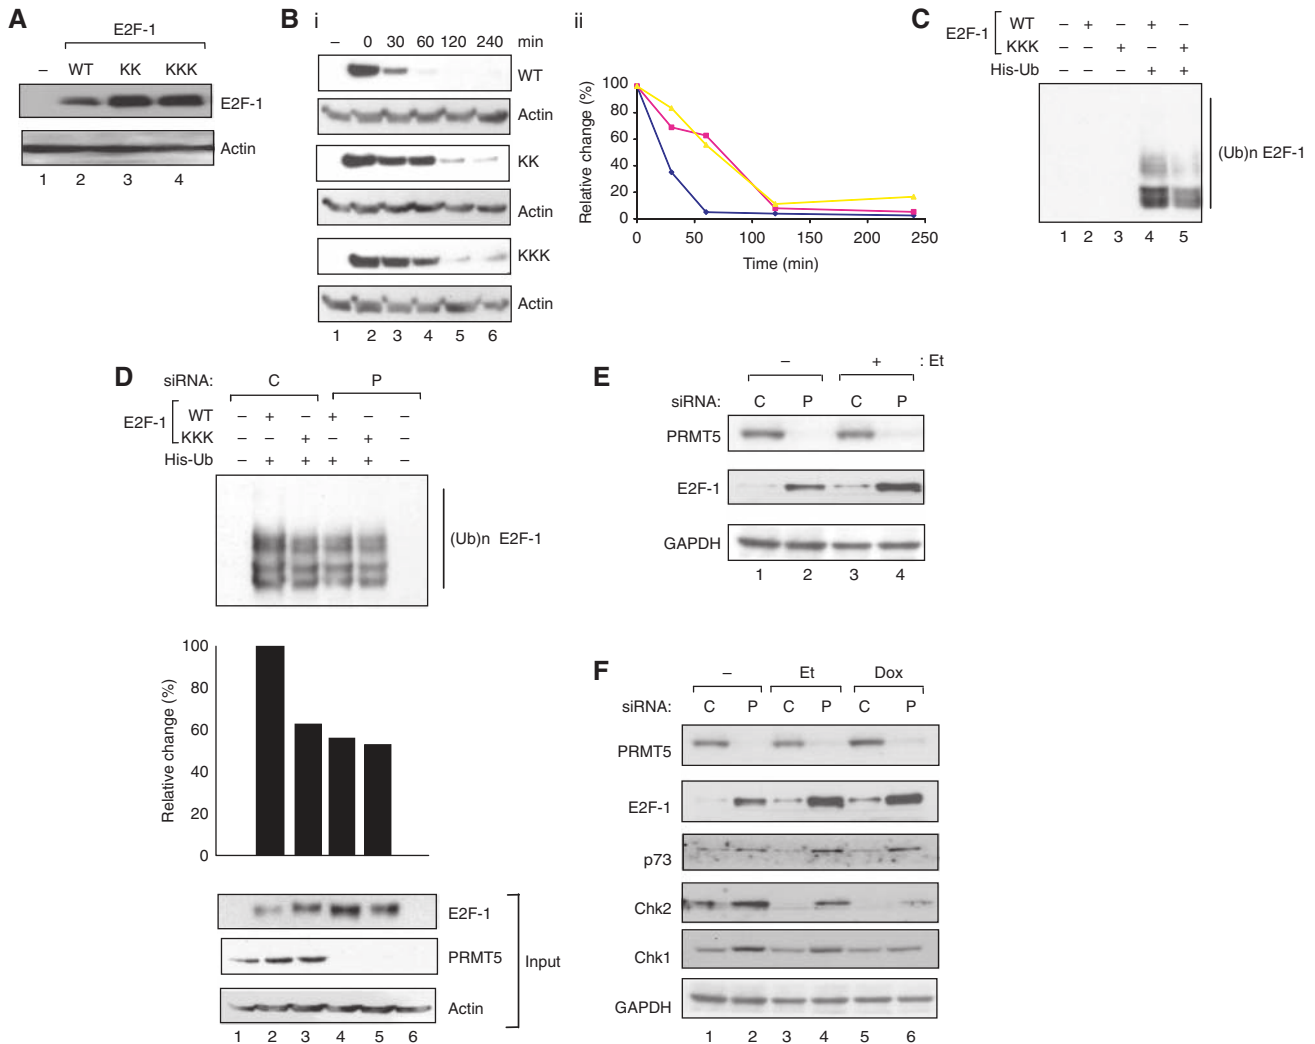 A
E2F-1
– WT KK KKK
E2F-1
Actin
1 2 3 4
B i
– 0 30 60 120 240 min
WT
Actin
KK
Actin
KKK
Actin
1 2 3 4 5 6
ii
Relative change (%)
100
80
60
40
20
0
0 50 100 150 200 250
Time (min)
C
E2F-1
WT – + – + –
KKK – – + – +
His-Ub – – – + +
(Ub)n E2F-1
1 2 3 4 5
D
siRNA: C P
E2F-1
WT – + – + – –
KKK – – + – + –
His-Ub – + + + + –
(Ub)n E2F-1
Relative change (%)
100
80
60
40
20
0
E2F-1
PRMT5
Actin
Input
1 2 3 4 5 6
E
– + : Et
siRNA: C P C P
PRMT5
E2F-1
GAPDH
1 2 3 4
F
– Et Dox
siRNA: C P C P C P
PRMT5
E2F-1
p73
Chk2
Chk1
GAPDH
1 2 3 4 5 6